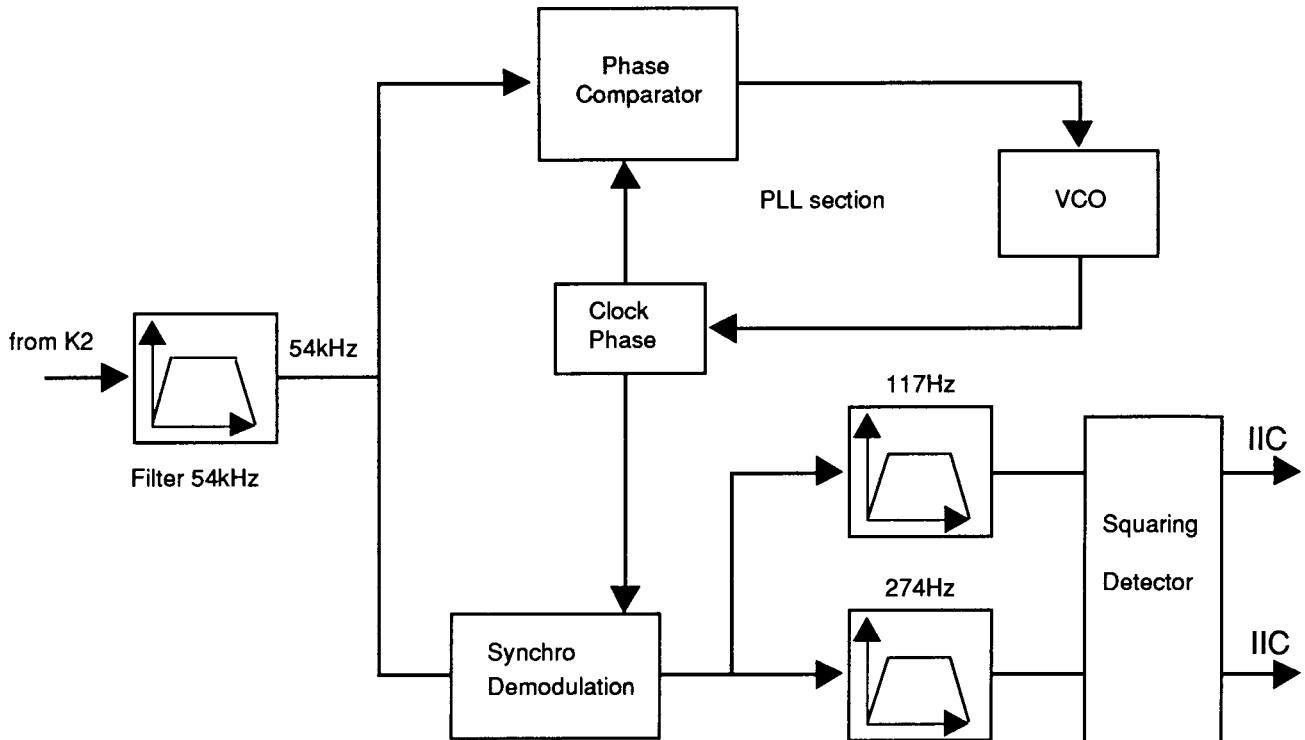 Phase
Comparator
PLL section
VCO
Clock
Phase
from K2
54kHz
Filter 54kHz
117Hz
274Hz
Synchro
Demodulation
Squaring
Detector
IIC
IIC